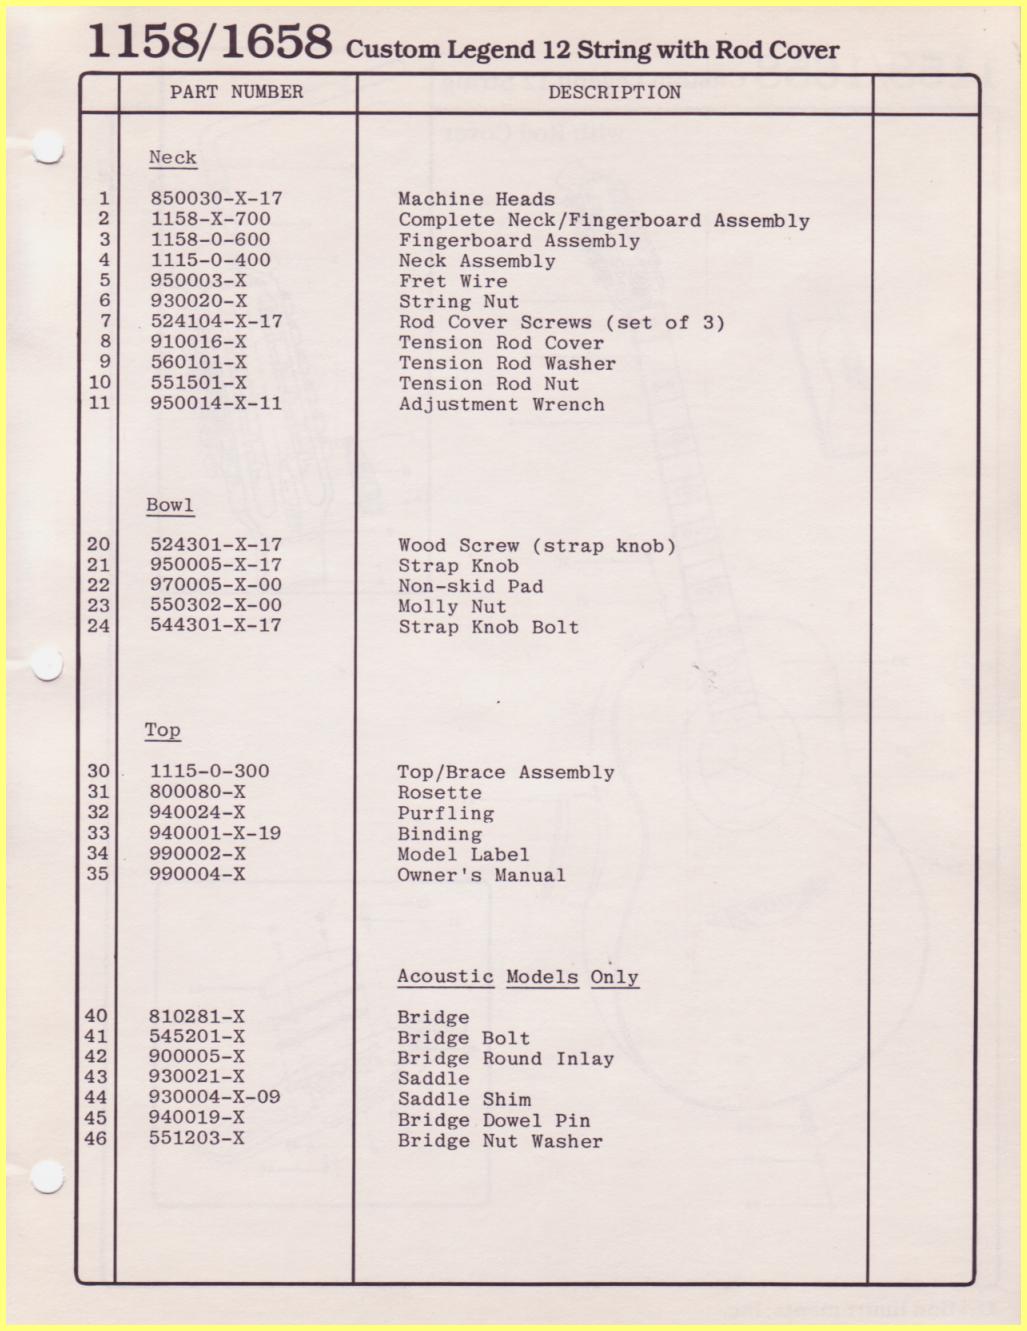 1158/1658 Custom Legend 12 String with Rod Cover
PART NUMBER DESCRIPTION
Neck
1 850030-X-17 Machine Heads
2 1158-X-700 Complete Neck/Fingerboard Assembly
3 1158-0-600 Fingerboard Assembly
4 1115-0-400 Neck Assembly
5 950003-X Fret Wire
6 930020-X String Nut
7 524104-X-17 Rod Cover Screws (set of 3)
8 910016-X Tension Rod Cover
9 560101-X Tension Rod Washer
10 551501-X Tension Rod Nut
11 950014-X-11 Adjustment Wrench
Bowl
20 524301-X-17 Wood Screw (strap knob)
21 950005-X-17 Strap Knob
22 970005-X-00 Non-skid Pad
23 550302-X-00 Molly Nut
24 544301-X-17 Strap Knob Bolt
Top
30 1115-0-300 Top/Brace Assembly
31 800080-X Rosette
32 940024-X Purfling
33 940001-X-19 Binding
34 990002-X Model Label
35 990004-X Owner's Manual
Acoustic Models Only
40 810281-X Bridge
41 545201-X Bridge Bolt
42 900005-X Bridge Round Inlay
43 930021-X Saddle
44 930004-X-09 Saddle Shim
45 940019-X Bridge Dowel Pin
46 551203-X Bridge Nut Washer